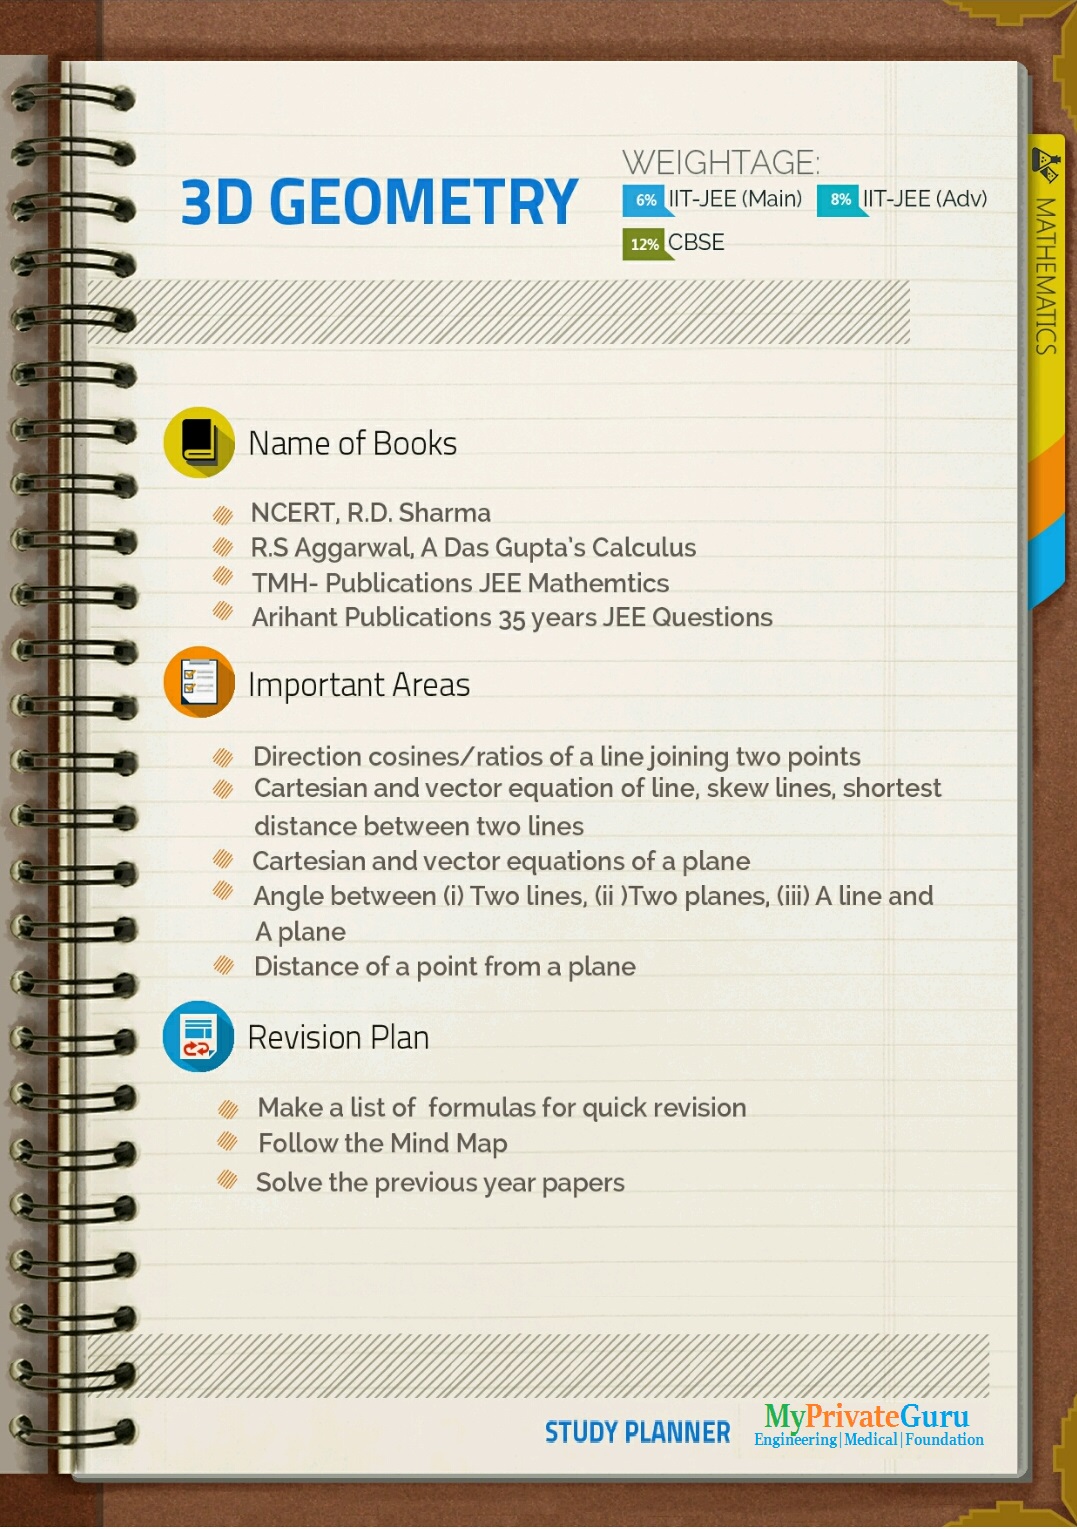 3D GEOMETRY
WEIGHTAGE:
6% IIT-JEE (Main) 8% IIT-JEE (Adv)
12% CBSE
MATHEMATICS
Name of Books
NCERT, R.D. Sharma
R.S Aggarwal, A Das Gupta's Calculus
TMH- Publications JEE Mathemtics
Arihant Publications 35 years JEE Questions
Important Areas
Direction cosines/ratios of a line joining two points
Cartesian and vector equation of line, skew lines, shortest
distance between two lines
Cartesian and vector equations of a plane
Angle between (i) Two lines, (ii )Two planes, (iii) A line and
A plane
Distance of a point from a plane
Revision Plan
Make a list of  formulas for quick revision
Follow the Mind Map
Solve the previous year papers
STUDY PLANNER
MyPrivateGuru
Engineering|Medical|Foundation